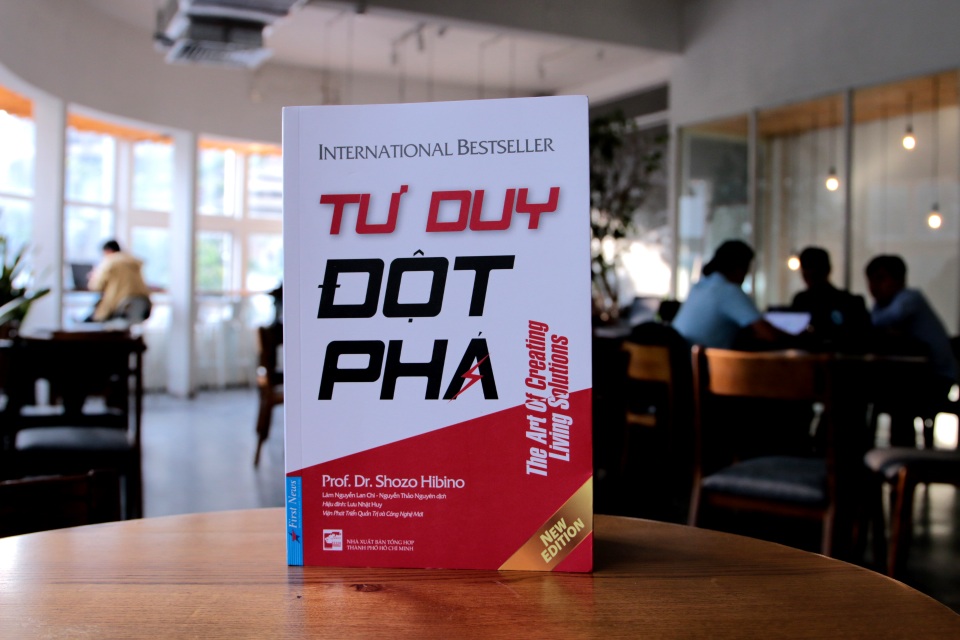 INTERNATIONAL BESTSELLER
TƯ DUY
ĐỘT
PHÁ
The Art Of Creating
Living Solutions
Prof. Dr. Shozo Hibino
Lâm Nguyễn Lan Chi - Nguyễn Thảo Nguyên dịch
Hiệu đính: Lưu Nhật Huy
Viện Phát Triển Quản Trị và Công Nghệ Mới
First News
NHÀ XUẤT BẢN TỔNG HỢP
THÀNH PHỐ HỒ CHÍ MINH
NEW
EDITION